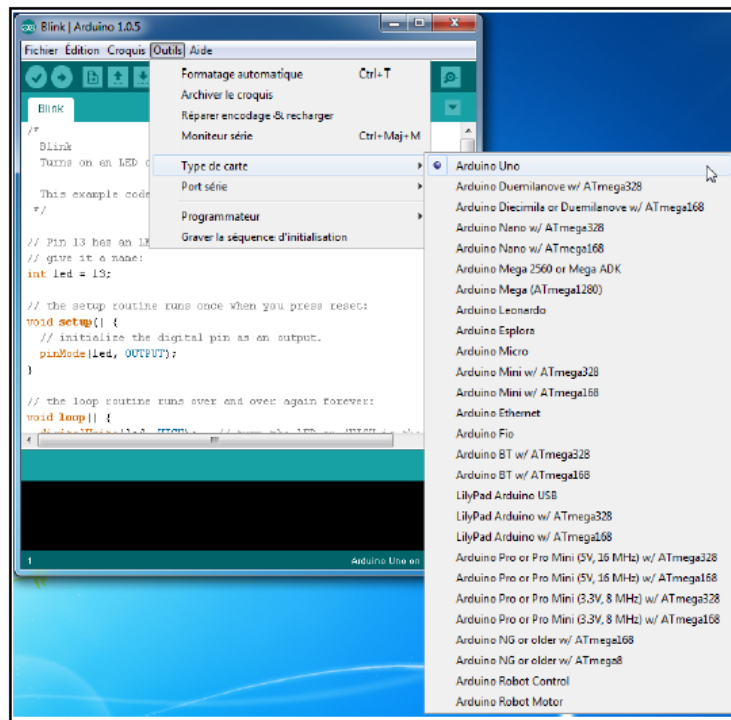 Blink | Arduino 1.0.5
Fichier Édition Croquis Outils Aide
Formatage automatique Ctrl+T
Archiver le croquis
Réparer encodage & recharger
Moniteur série Ctrl+Maj+M
Type de carte
Port série
Programmateur
Graver la séquence d'initialisation
Blink
/*
Blink
Turns on an LED
This example code
*/
// Pin 13 has an
// give it a name:
int led = 13;
// the setup routine runs once when you press reset:
void setup() {
// initialize the digital pin as an output.
pinMode(led, OUTPUT);
}
// the loop routine runs over and over again forever:
void loop() {
1
Arduino Uno on
Arduino Uno
Arduino Duemilanove w/ ATmega328
Arduino Diecimila or Duemilanove w/ ATmega168
Arduino Nano w/ ATmega328
Arduino Nano w/ ATmega168
Arduino Mega 2560 or Mega ADK
Arduino Mega (ATmega1280)
Arduino Leonardo
Arduino Esplora
Arduino Micro
Arduino Mini w/ ATmega328
Arduino Mini w/ ATmega168
Arduino Ethernet
Arduino Fio
Arduino BT w/ ATmega328
Arduino BT w/ ATmega168
LilyPad Arduino USB
LilyPad Arduino w/ ATmega328
LilyPad Arduino w/ ATmega168
Arduino Pro or Pro Mini (5V, 16 MHz) w/ ATmega328
Arduino Pro or Pro Mini (5V, 16 MHz) w/ ATmega168
Arduino Pro or Pro Mini (3.3V, 8 MHz) w/ ATmega328
Arduino Pro or Pro Mini (3.3V, 8 MHz) w/ ATmega168
Arduino NG or older w/ ATmega168
Arduino NG or older w/ ATmega8
Arduino Robot Control
Arduino Robot Motor